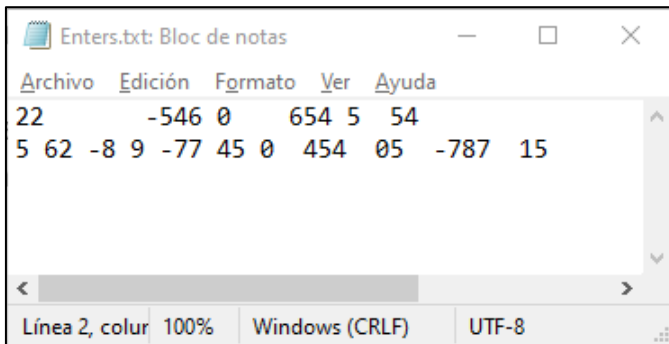 Enters.txt: Bloc de notas
Archivo Edición Formato Ver Ayuda
22 -546 0 654 5 54
5 62 -8 9 -77 45 0 454 05 -787 15
Línea 2, colur 100% Windows (CRLF) UTF-8